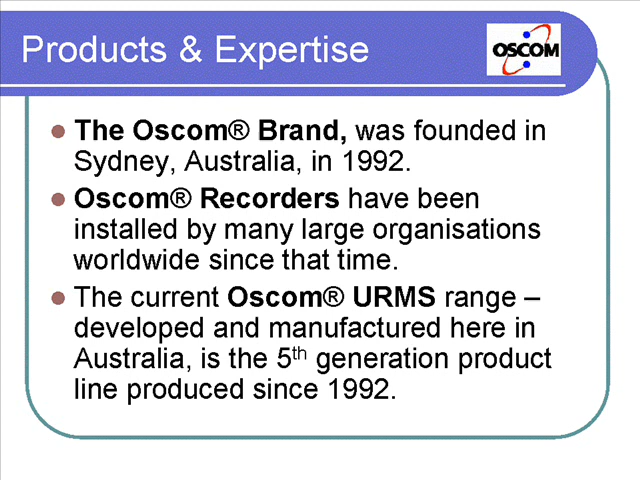 Products & Expertise
OSCOM
The Oscom® Brand, was founded in
Sydney, Australia, in 1992.
Oscom® Recorders have been
installed by many large organisations
worldwide since that time.
The current Oscom® URMS range –
developed and manufactured here in
Australia, is the 5th generation product
line produced since 1992.